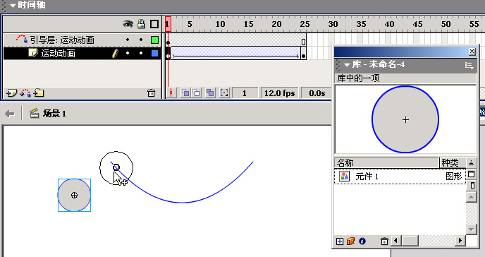 时间轴
1 5 10 15 20 25 30 35 40 45 50 55
引导层: 运动动画
运动动画
1 12.0 fps 0.0s
场景 1
库 - 未命名-4
库中的一项
名称 种类
元件 1 图形